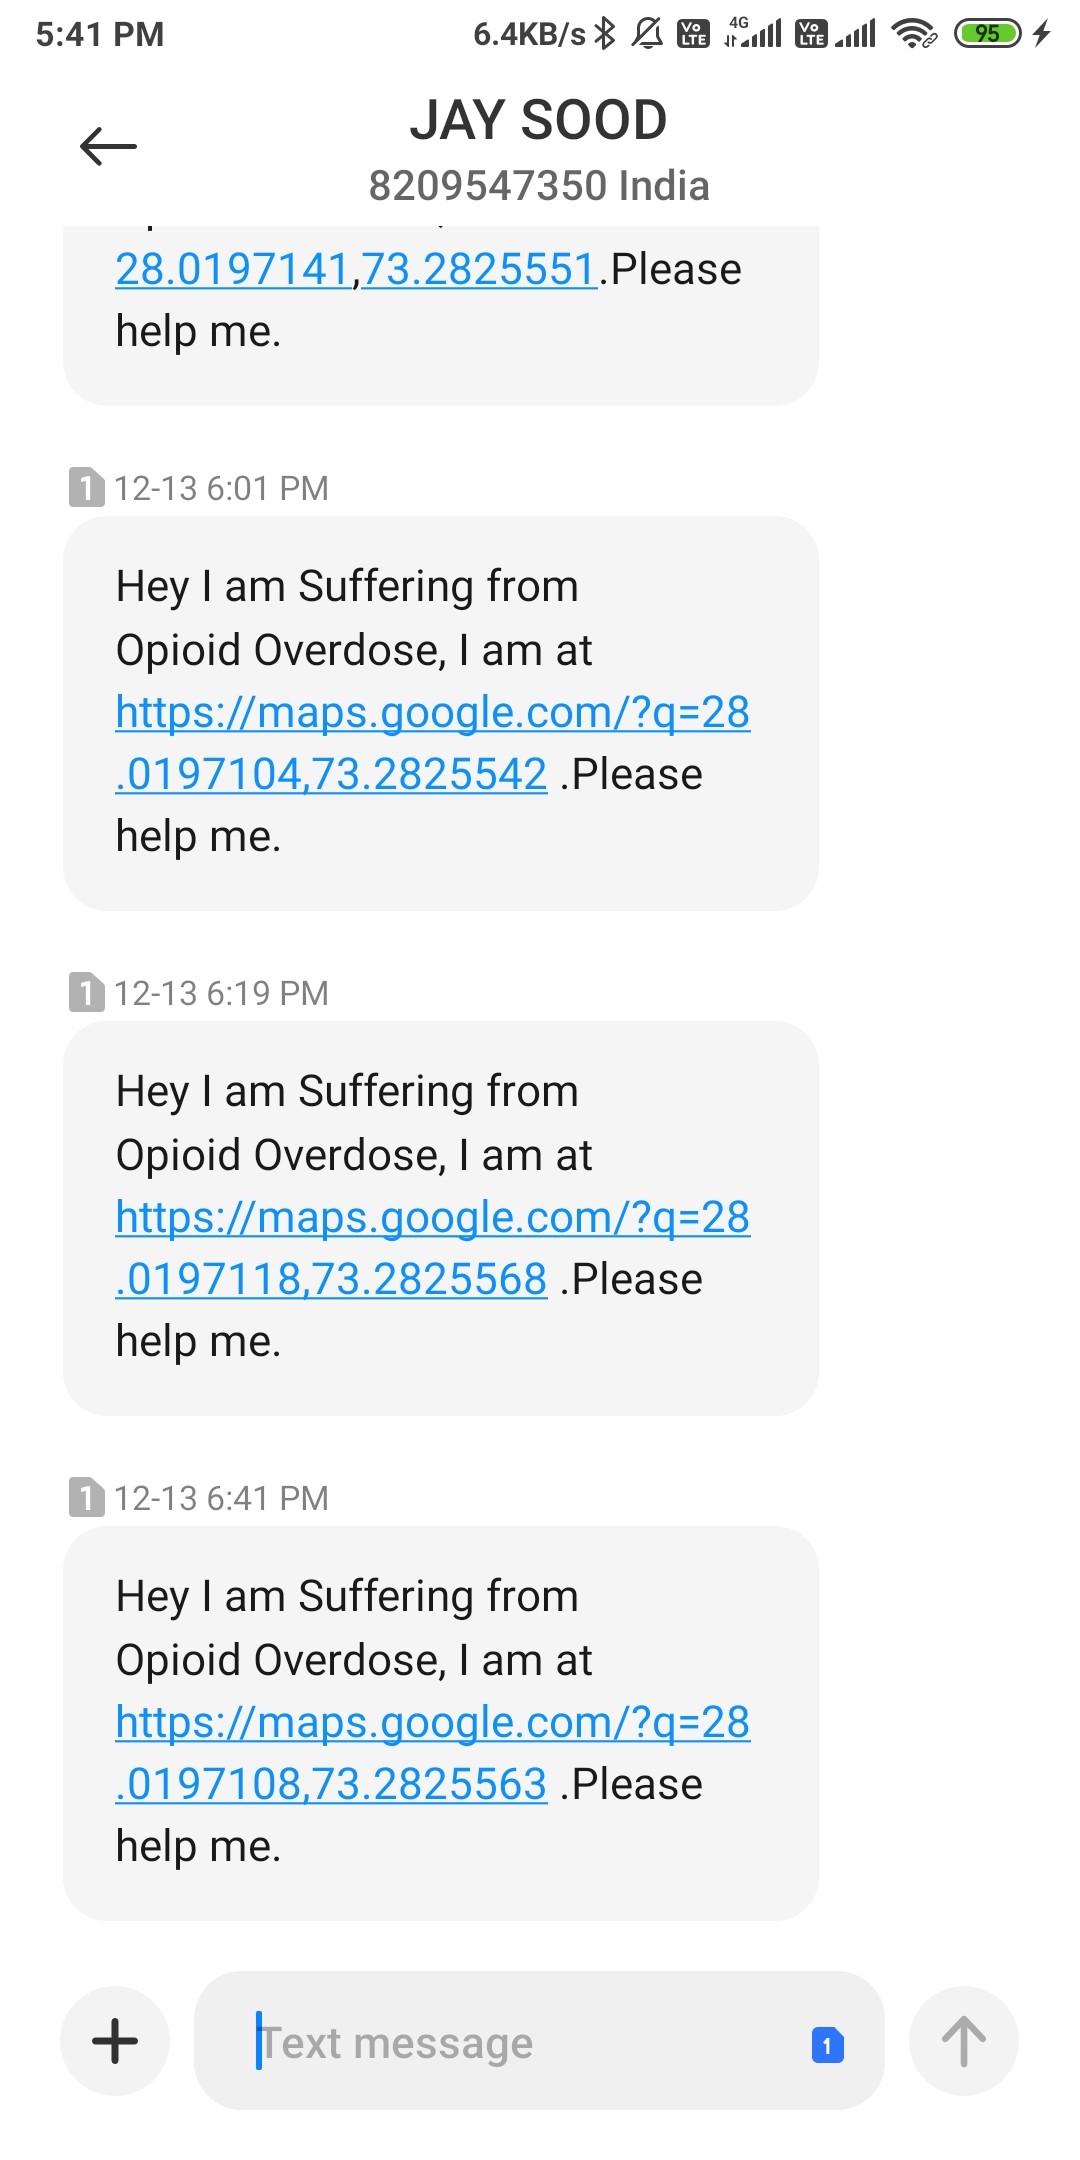 5:41 PM 6.4KB/s Vo LTE 4G Vo LTE 95
JAY SOOD
8209547350 India
28.0197141,73.2825551.Please
help me.
1 12-13 6:01 PM
Hey I am Suffering from
Opioid Overdose, I am at
https://maps.google.com/?q=28
.0197104,73.2825542 .Please
help me.
1 12-13 6:19 PM
Hey I am Suffering from
Opioid Overdose, I am at
https://maps.google.com/?q=28
.0197118,73.2825568 .Please
help me.
1 12-13 6:41 PM
Hey I am Suffering from
Opioid Overdose, I am at
https://maps.google.com/?q=28
.0197108,73.2825563 .Please
help me.
Text message 1